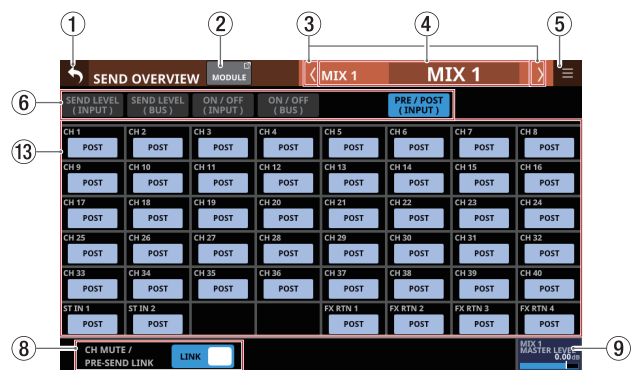 1 2 3 4 5
SEND OVERVIEW MODULE MIX 1 MIX 1
6
SEND LEVEL SEND LEVEL ON / OFF ON / OFF PRE / POST
( INPUT ) ( BUS ) ( INPUT ) ( BUS ) ( INPUT )
13
CH 1 CH 2 CH 3 CH 4 CH 5 CH 6 CH 7 CH 8
POST POST POST POST POST POST POST POST
CH 9 CH 10 CH 11 CH 12 CH 13 CH 14 CH 15 CH 16
POST POST POST POST POST POST POST POST
CH 17 CH 18 CH 19 CH 20 CH 21 CH 22 CH 23 CH 24
POST POST POST POST POST POST POST POST
CH 25 CH 26 CH 27 CH 28 CH 29 CH 30 CH 31 CH 32
POST POST POST POST POST POST POST POST
CH 33 CH 34 CH 35 CH 36 CH 37 CH 38 CH 39 CH 40
POST POST POST POST POST POST POST POST
ST IN 1 ST IN 2 FX RTN 1 FX RTN 2 FX RTN 3 FX RTN 4
POST POST POST POST POST POST
8 9
CH MUTE /
PRE-SEND LINK LINK
MIX 1
MASTER LEVEL
0.00dB